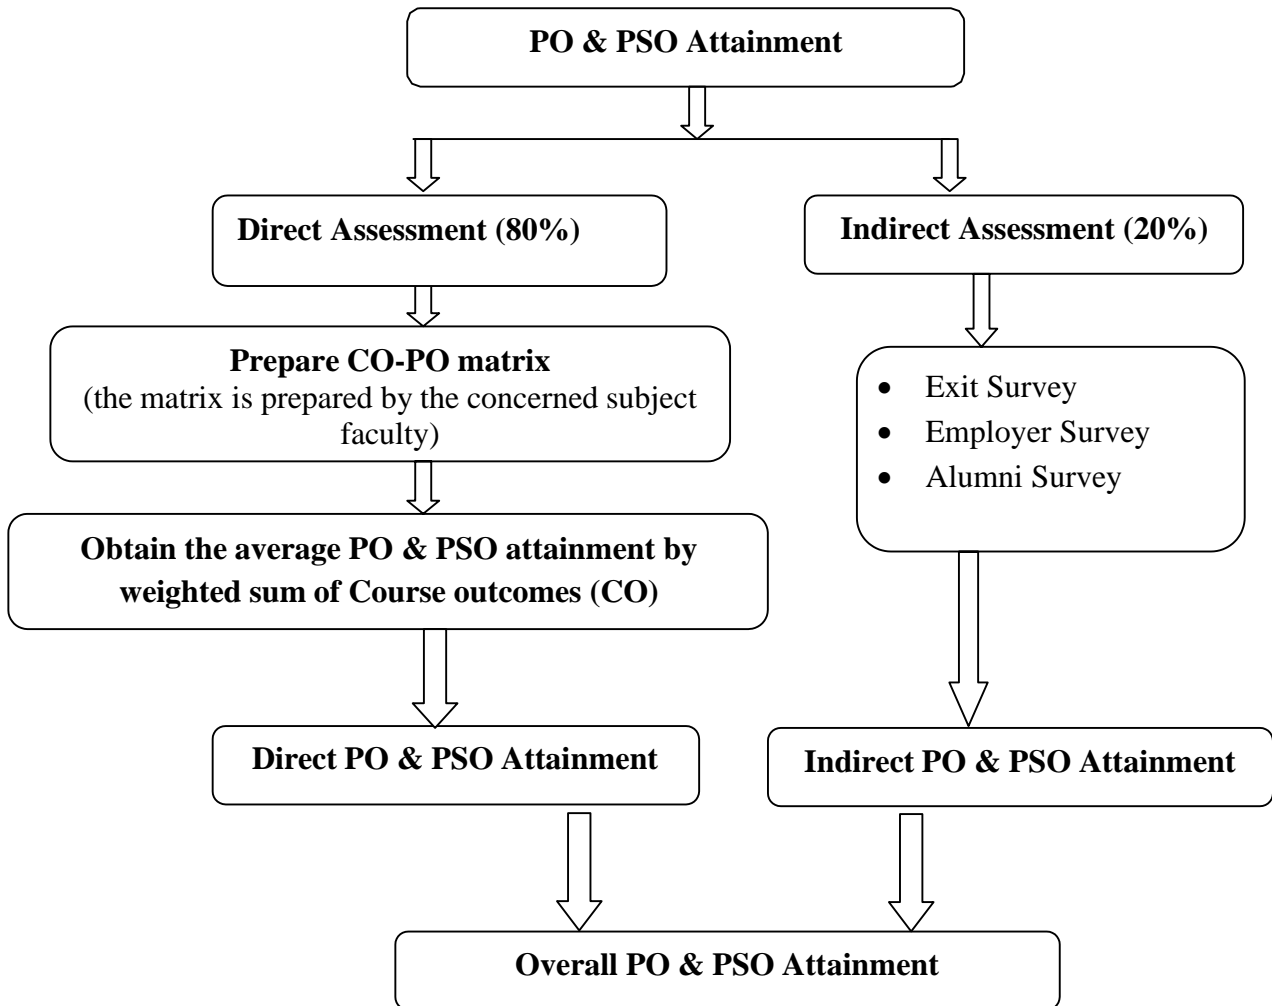 PO & PSO Attainment
Direct Assessment (80%)
Indirect Assessment (20%)
Prepare CO-PO matrix
(the matrix is prepared by the concerned subject
faculty)
• Exit Survey
• Employer Survey
• Alumni Survey
Obtain the average PO & PSO attainment by
weighted sum of Course outcomes (CO)
Direct PO & PSO Attainment
Indirect PO & PSO Attainment
Overall PO & PSO Attainment